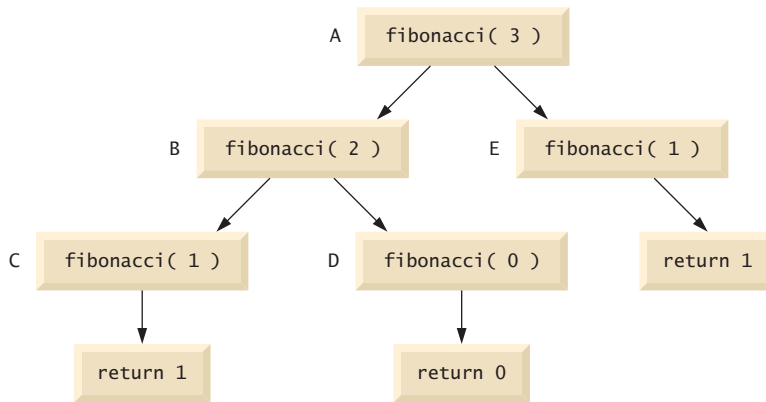 A fibonacci( 3 )
B fibonacci( 2 )
E fibonacci( 1 )
C fibonacci( 1 )
D fibonacci( 0 )
return 1
return 1
return 0